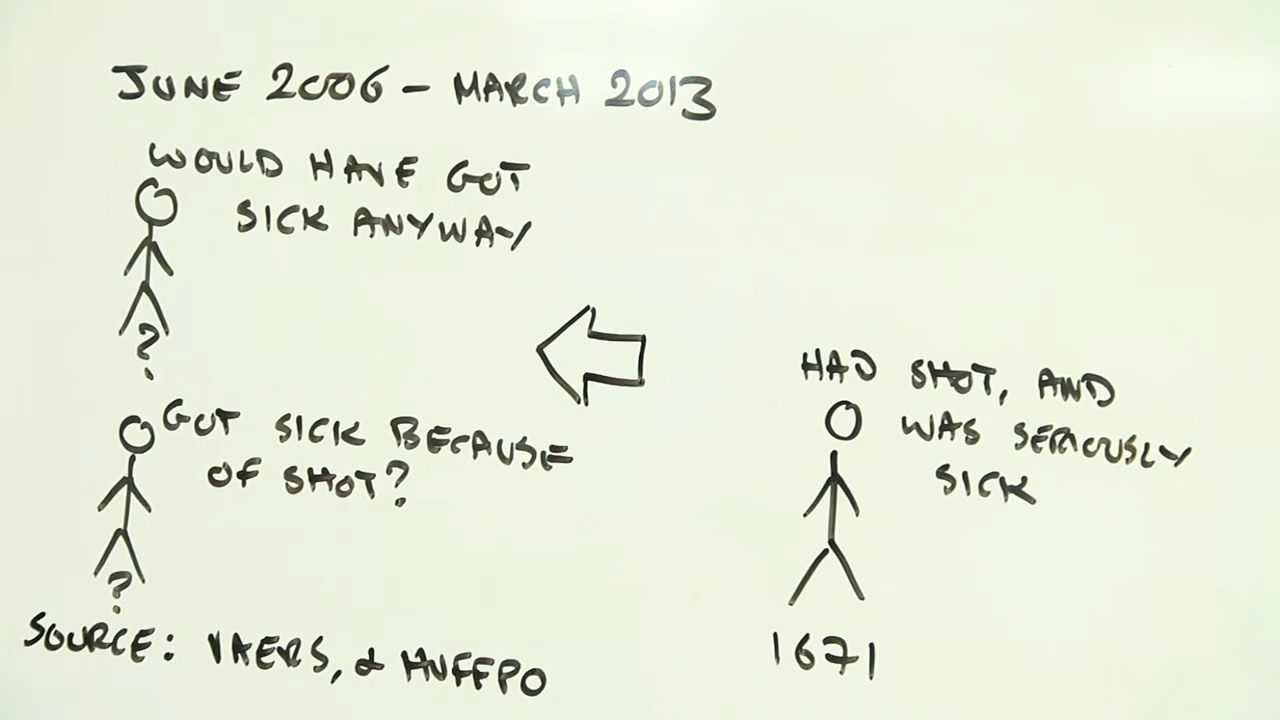 JUNE 2006 - MARCH 2013
WOULD HAVE GOT
SICK ANYWAY
?
GOT SICK BECAUSE
OF SHOT?
?
SOURCE: VAERS, & HUFFPO
HAD SHOT, AND
WAS SERIOUSLY
SICK
1671